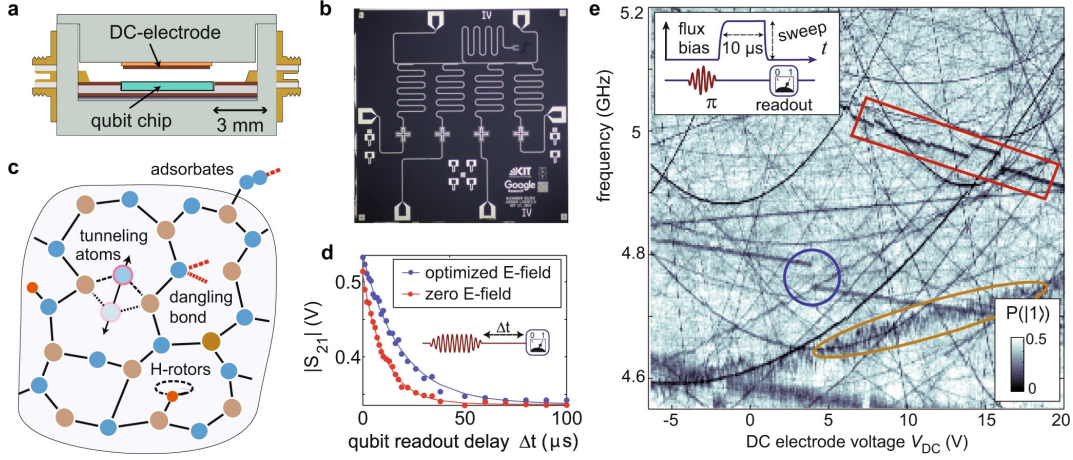 a
DC-electrode
qubit chip
3 mm
b
IV
KIT
Google
IV
c
adsorbates
tunneling
atoms
dangling
bond
H-rotors
d
optimized E-field
zero E-field
Δt
0 1
|S21| (V)
0.5
0.4
0 50 100
qubit readout delay Δt (μs)
e
flux
bias
10 μs
sweep
t
π
0 1
readout
frequency (GHz)
5.2
5
4.8
4.6
P(|1⟩)
0.5
0
-5 0 5 10 15 20
DC electrode voltage VDC (V)